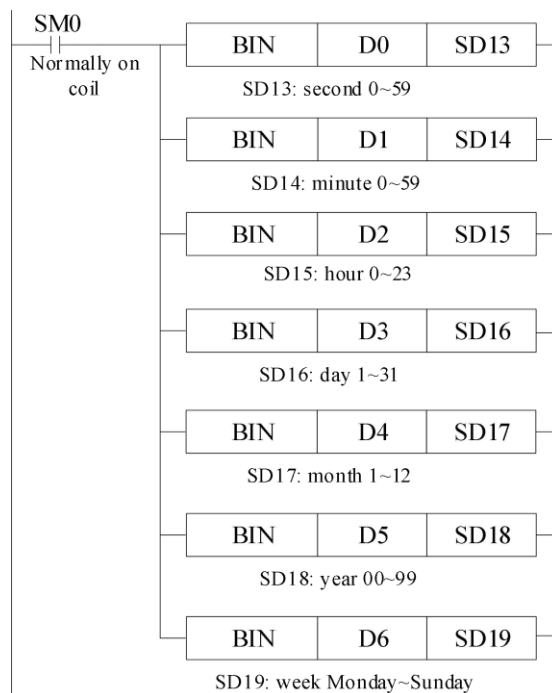 SM0
Normally on
coil
BIN D0 SD13
SD13: second 0~59
BIN D1 SD14
SD14: minute 0~59
BIN D2 SD15
SD15: hour 0~23
BIN D3 SD16
SD16: day 1~31
BIN D4 SD17
SD17: month 1~12
BIN D5 SD18
SD18: year 00~99
BIN D6 SD19
SD19: week Monday~Sunday